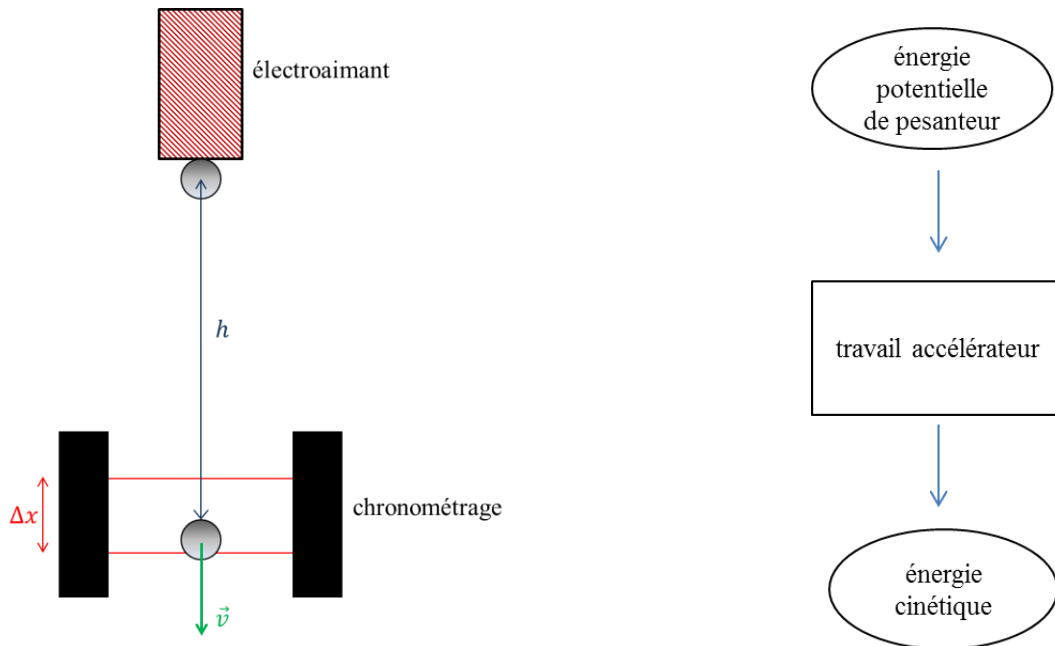 électroaimant
h
Δx
chronométrage
v⃗
énergie
potentielle
de pesanteur
travail accélérateur
énergie
cinétique